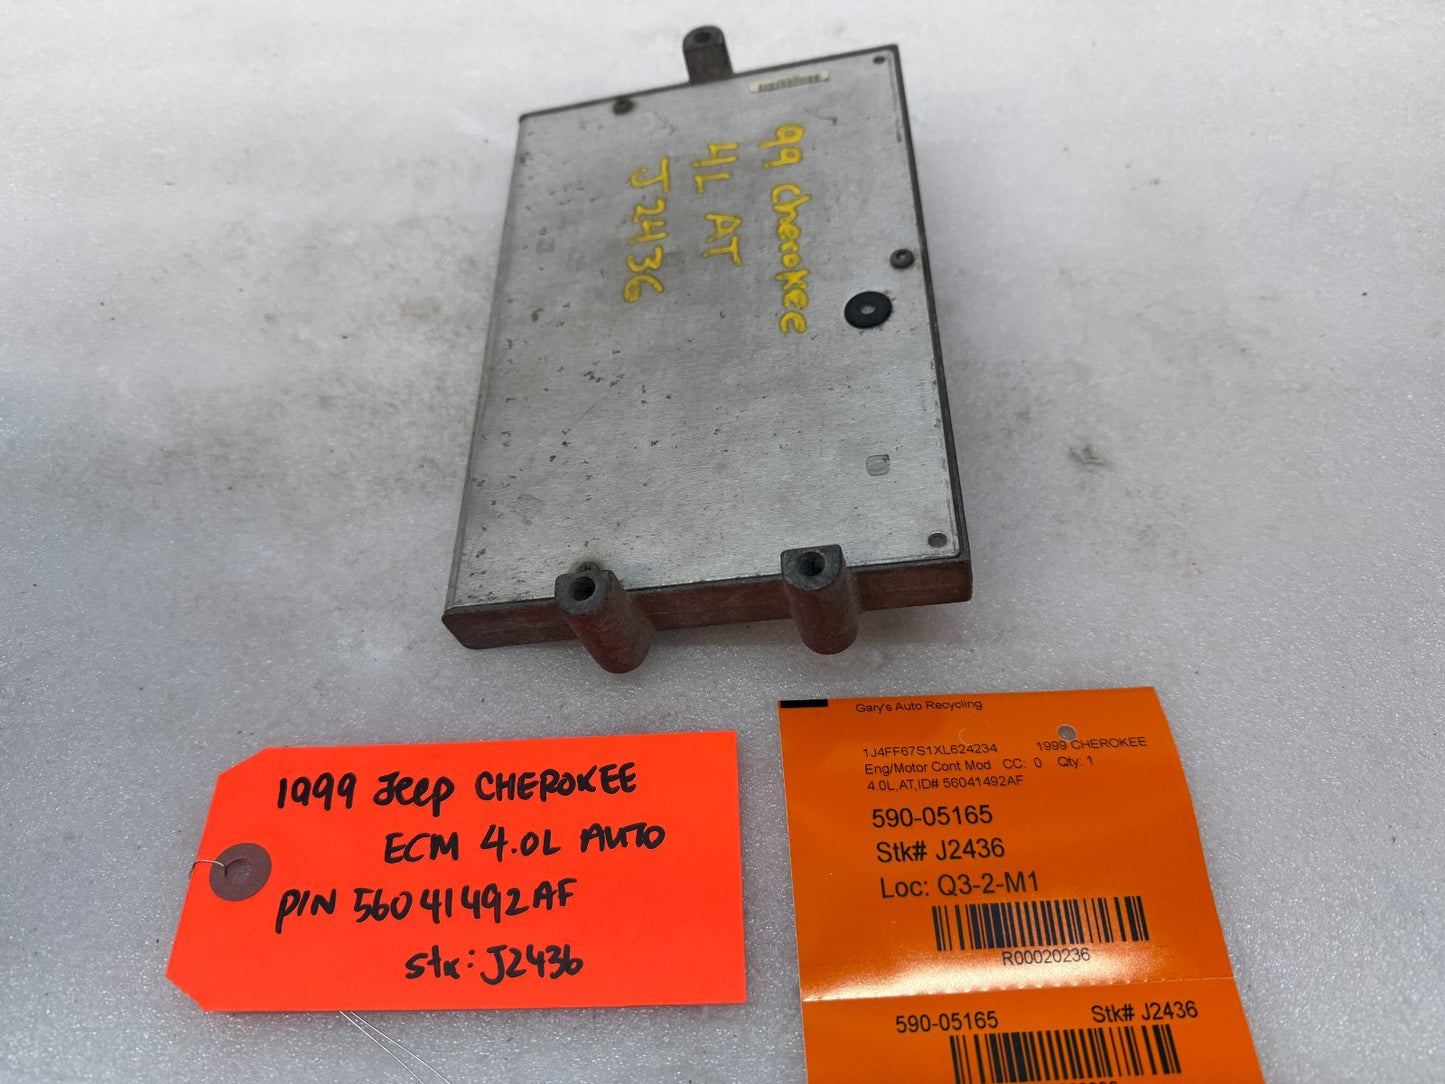 99 Cherokee
4L AT
J2436
1999 Jeep CHEROKEE
ECM 4.0L AUTO
P/N 56041492AF
stk: J2436
Gary's Auto Recycling
1J4FF67S1XL624234 1999 CHEROKEE
Eng/Motor Cont Mod CC: 0 Qty: 1
4.0L,AT,ID# 56041492AF
590-05165
Stk# J2436
Loc: Q3-2-M1
R00020236
590-05165 Stk# J2436